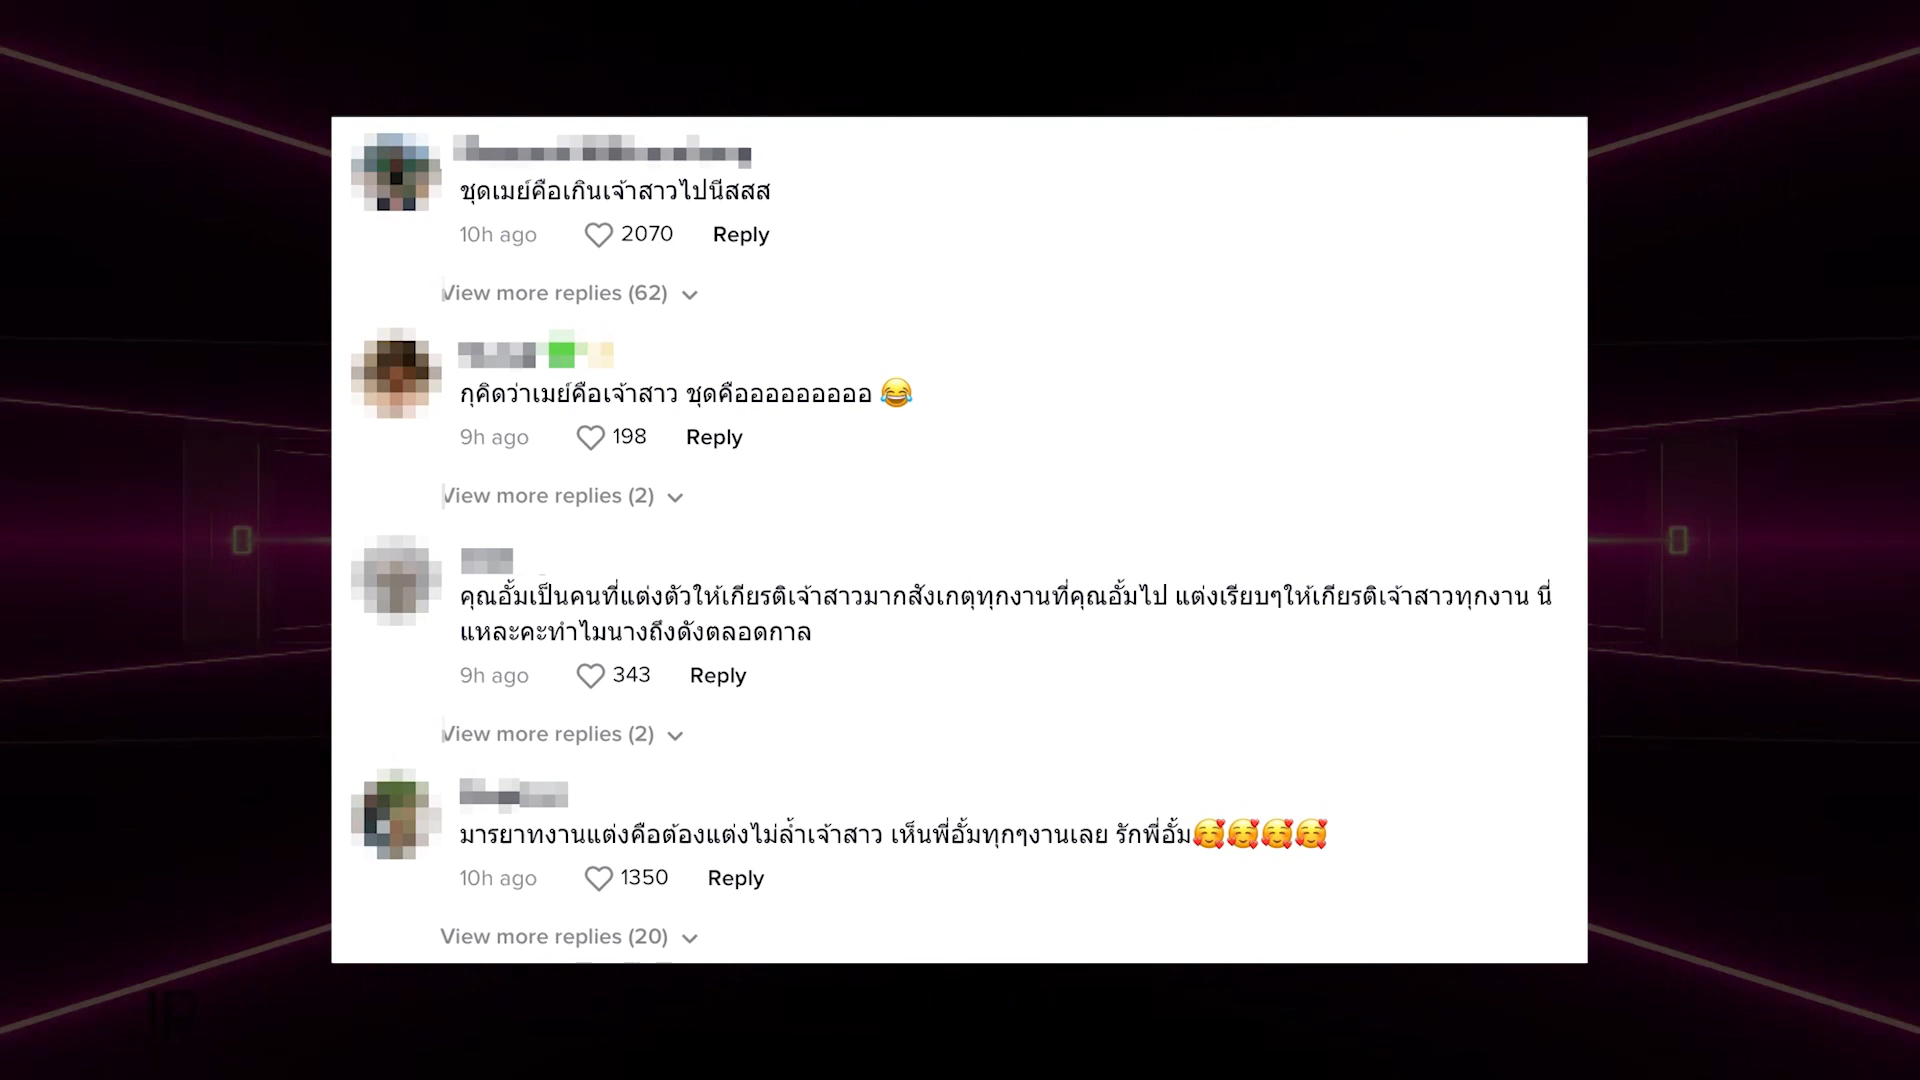 ชุดเมย์คือเกินเจ้าสาวไปนีสสส
10h ago 2070 Reply
View more replies (62)
กุคิดว่าเมย์คือเจ้าสาว ชุดคืออออออออออ 😂
9h ago 198 Reply
View more replies (2)
คุณอั้มเป็นคนที่แต่งตัวให้เกียรติเจ้าสาวมากสังเกตุทุกงานที่คุณอั้มไป แต่งเรียบๆให้เกียรติเจ้าสาวทุกงาน นี่
แหละคะทำไมนางถึงดังตลอดกาล
9h ago 343 Reply
View more replies (2)
มารยาทงานแต่งคือต้องแต่งไม่ล้ำเจ้าสาว เห็นพี่อั้มทุกๆงานเลย รักพี่อั้ม🥰🥰🥰🥰
10h ago 1350 Reply
View more replies (20)